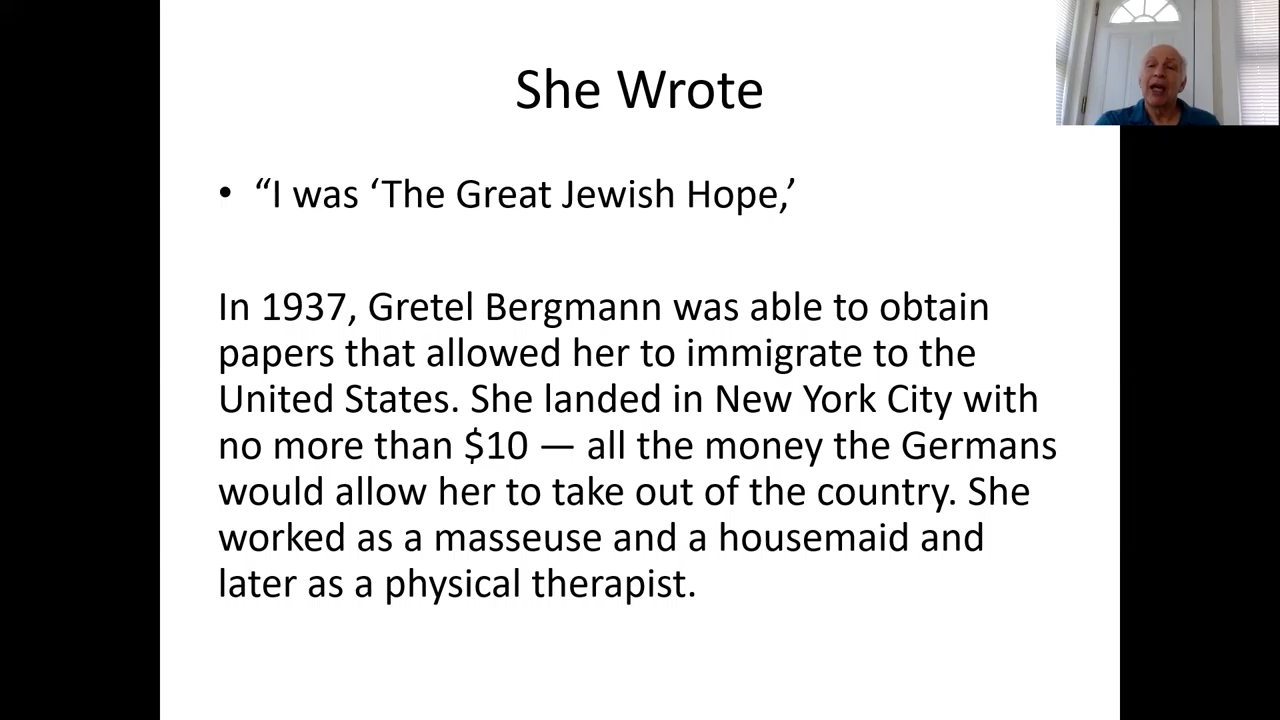 She Wrote
• “I was ‘The Great Jewish Hope,’
In 1937, Gretel Bergmann was able to obtain
papers that allowed her to immigrate to the
United States. She landed in New York City with
no more than $10 — all the money the Germans
would allow her to take out of the country. She
worked as a masseuse and a housemaid and
later as a physical therapist.